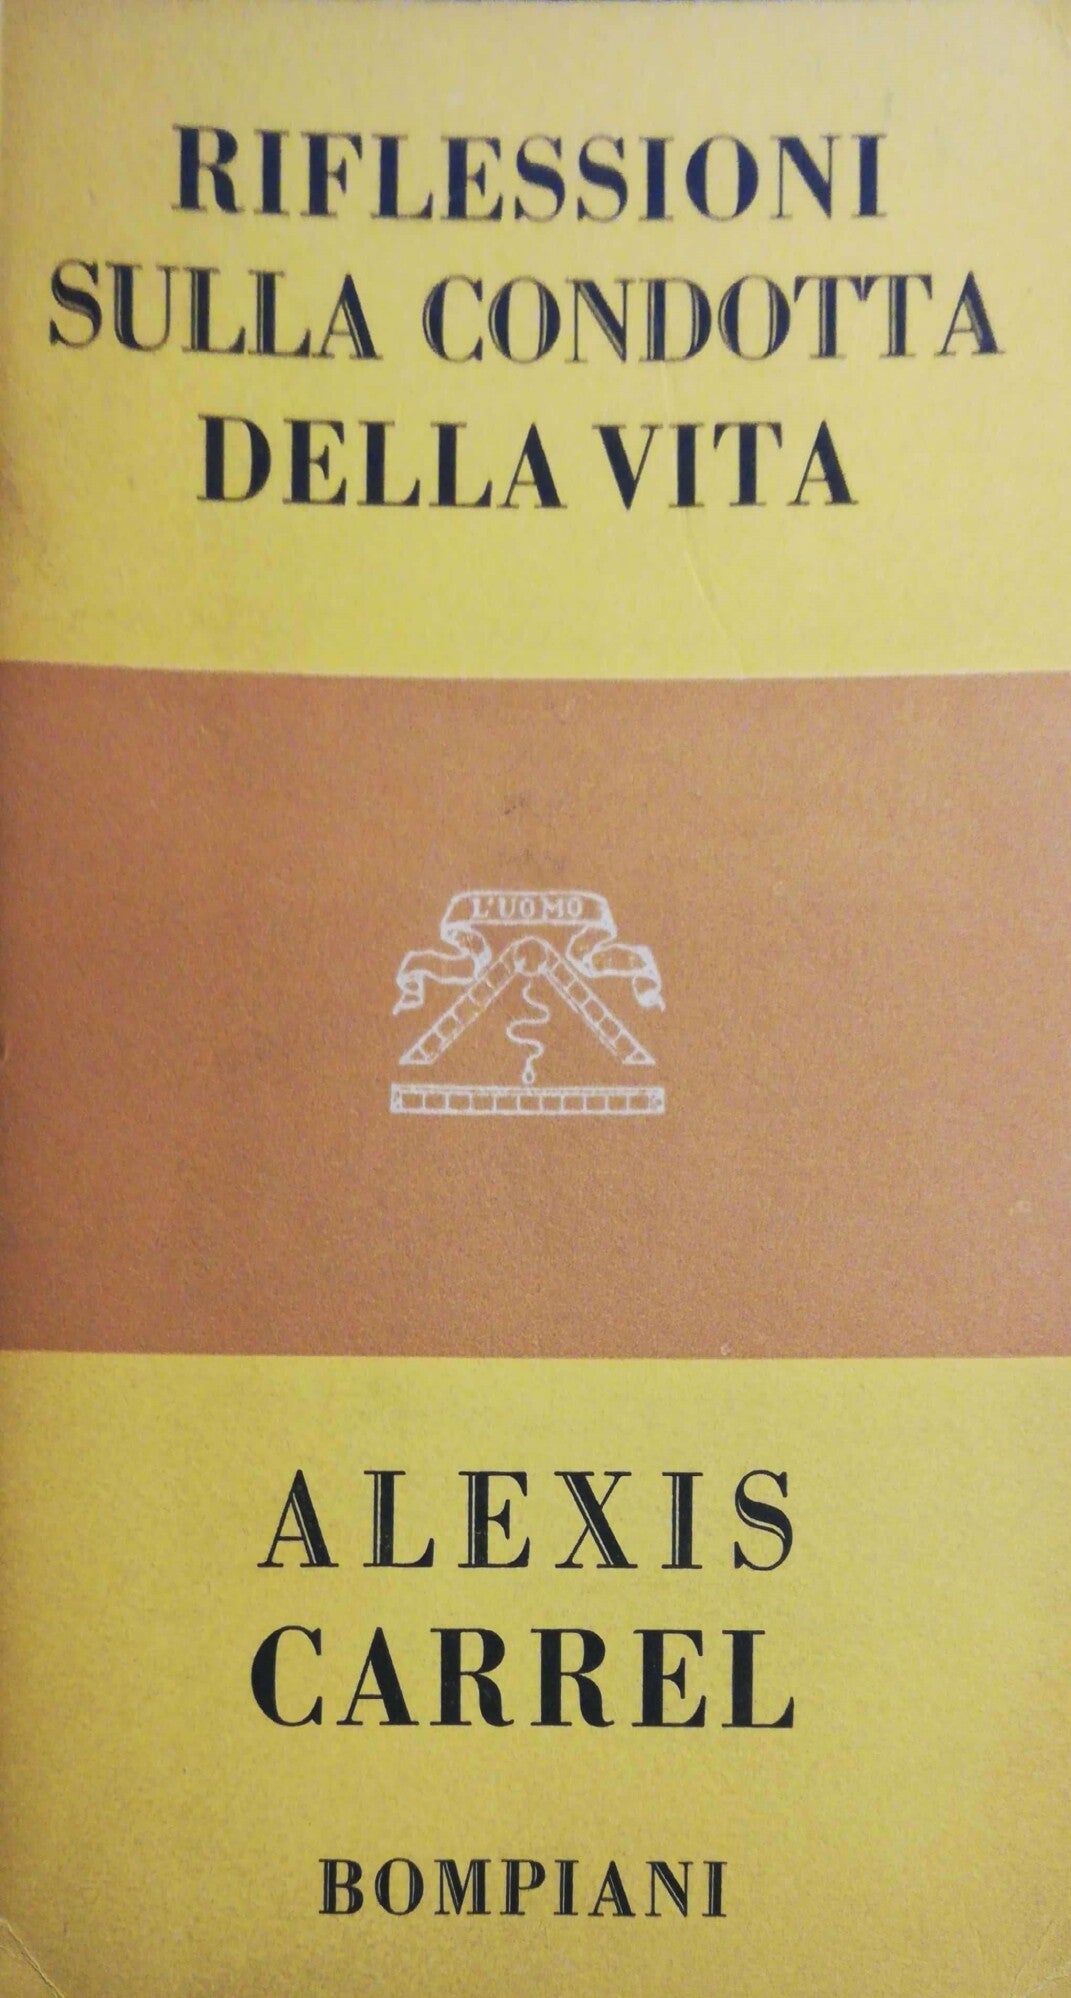 RIFLESSIONI
SULLA CONDOTTA
DELLA VITA
L'UOMO
ALEXIS
CARREL
BOMPIANI